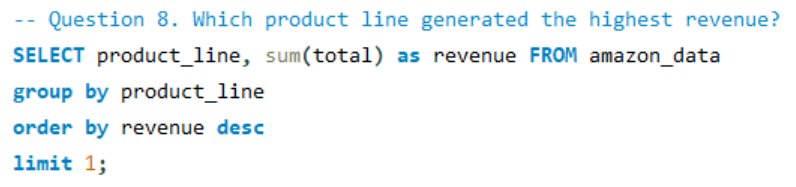 -- Question 8. Which product line generated the highest revenue?
SELECT product_line, sum(total) as revenue FROM amazon_data
group by product_line
order by revenue desc
limit 1;